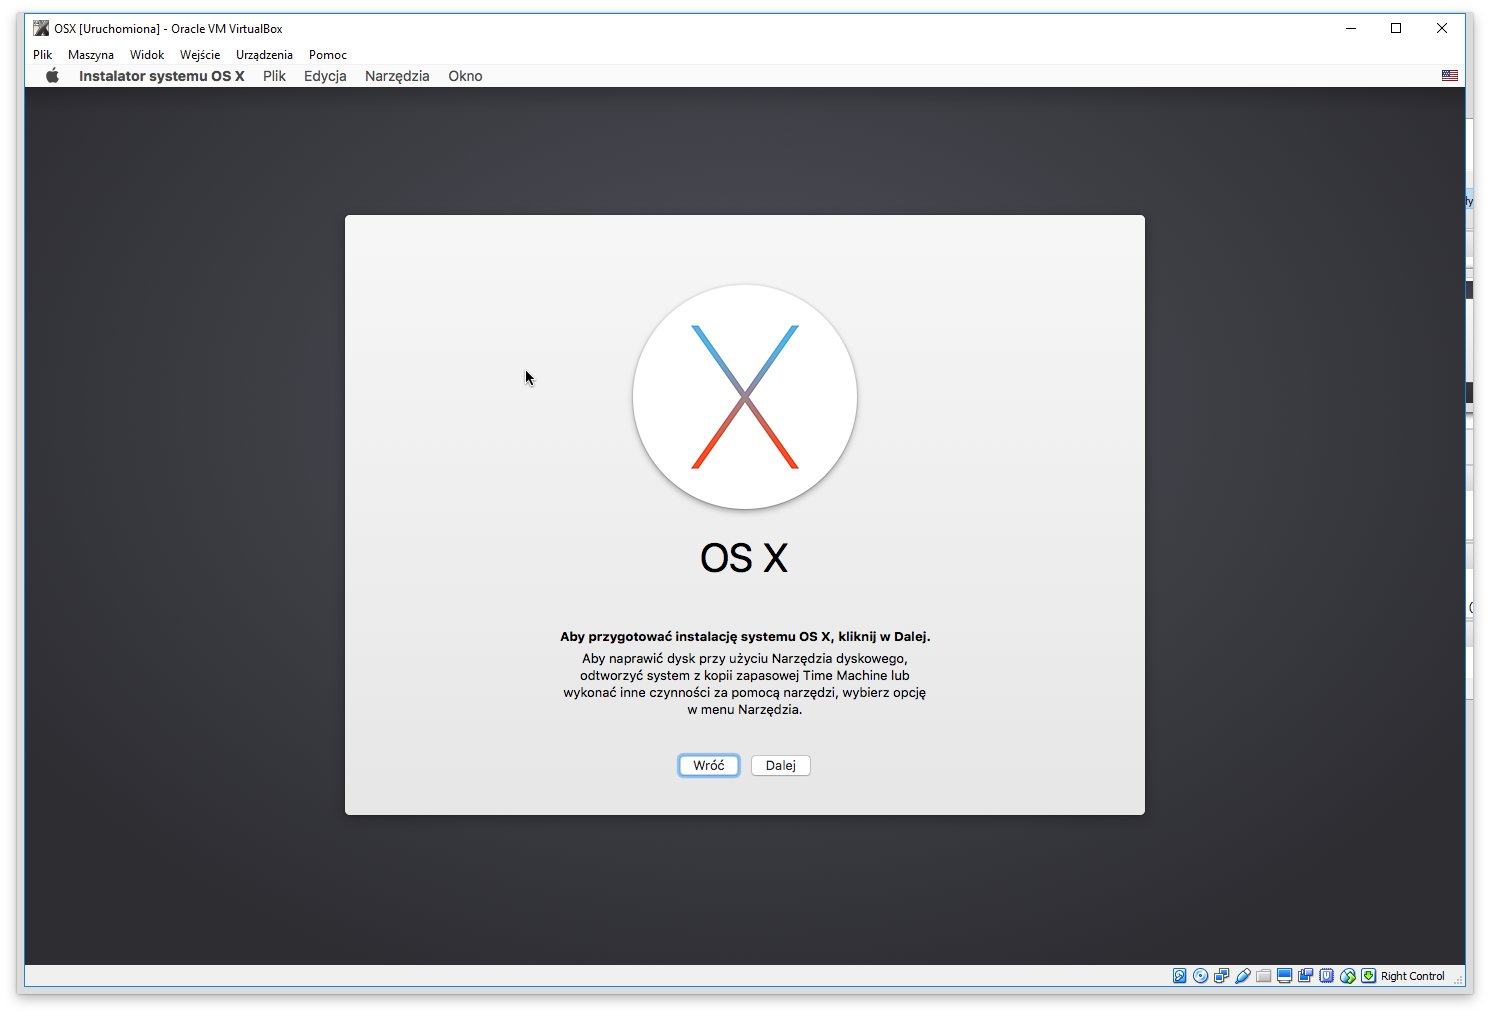 OSX [Uruchomiona] - Oracle VM VirtualBox
Plik Maszyna Widok Wejście Urządzenia Pomoc
Instalator systemu OS X Plik Edycja Narzędzia Okno
OS X
Aby przygotować instalację systemu OS X, kliknij w Dalej.
Aby naprawić dysk przy użyciu Narzędzia dyskowego,
odtworzyć system z kopii zapasowej Time Machine lub
wykonać inne czynności za pomocą narzędzi, wybierz opcję
w menu Narzędzia.
Wróć Dalej
Right Control